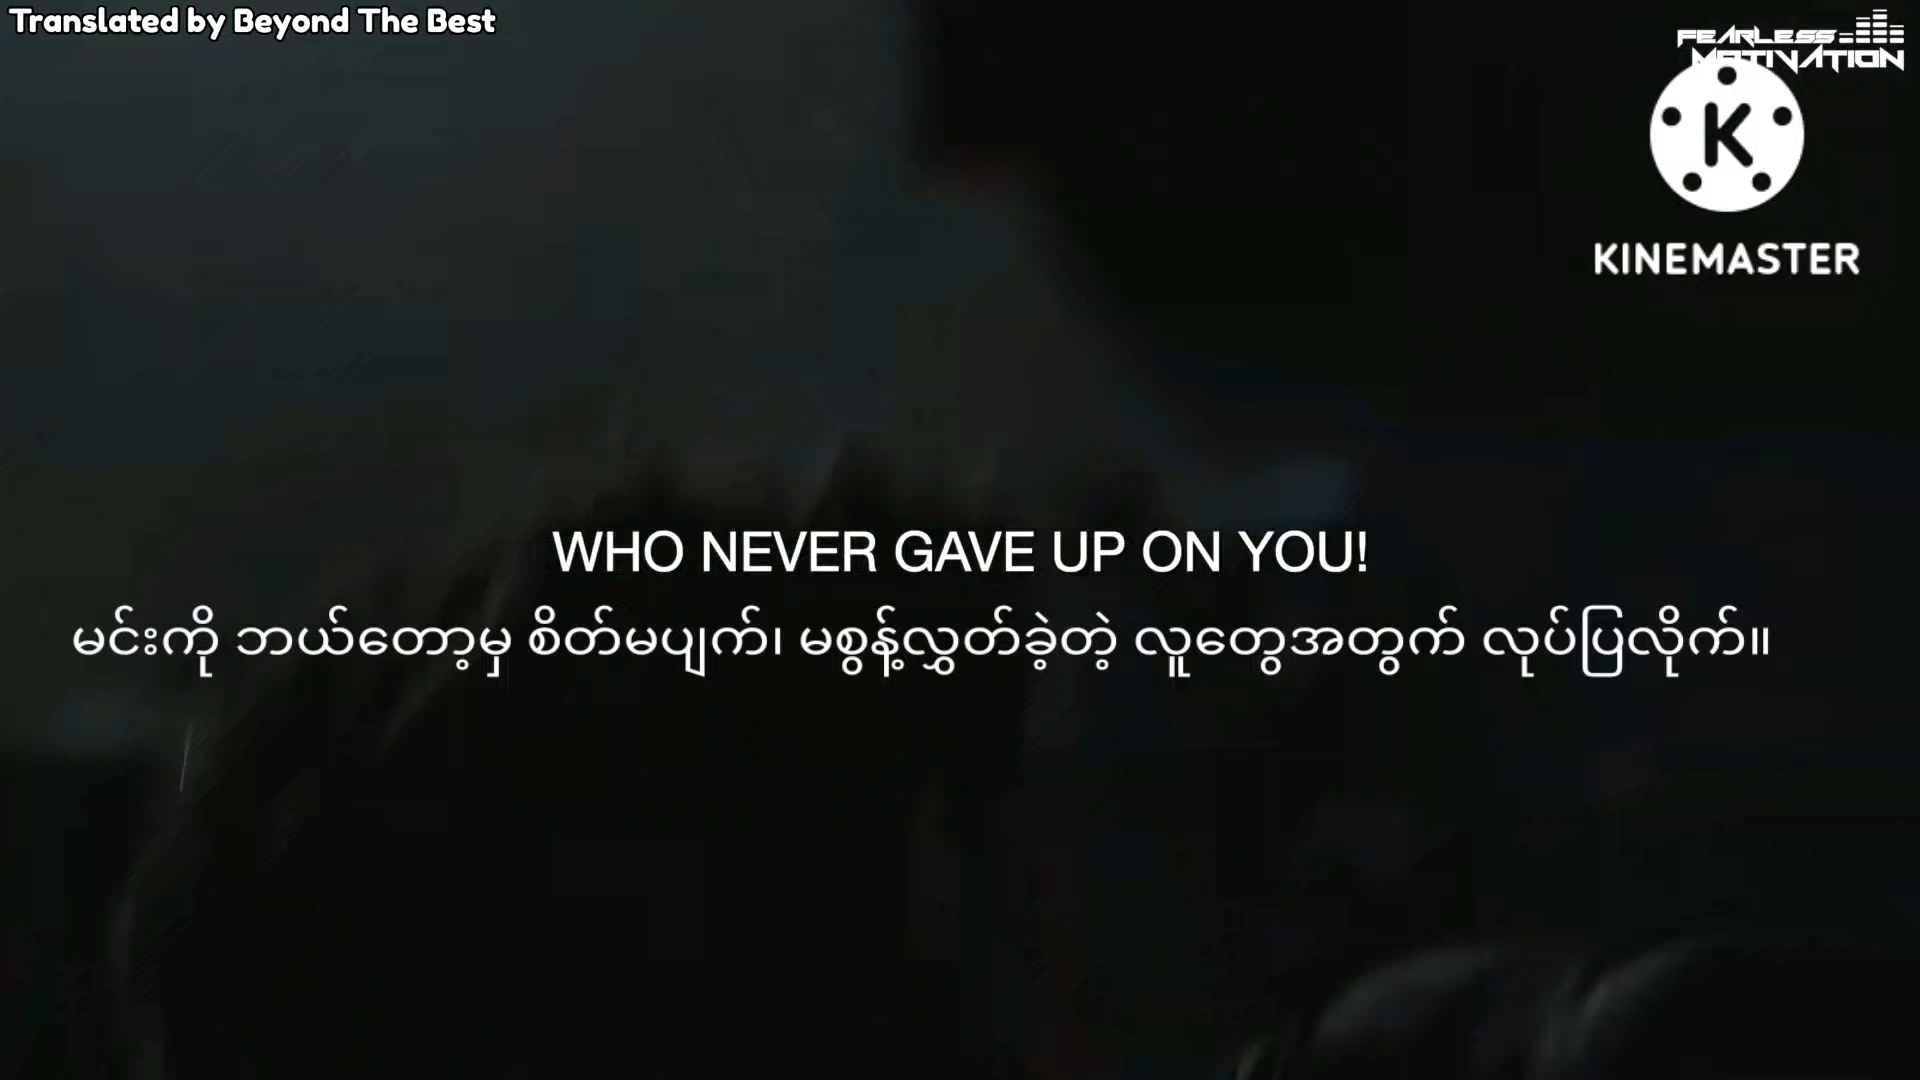 Translated by Beyond The Best
FEARLESS
MOTIVATION
KINEMASTER
WHO NEVER GAVE UP ON YOU!
မင်းကို ဘယ်တော့မှ စိတ်မပျက်၊ မစွန့်လွှတ်ခဲ့တဲ့ လူတွေအတွက် လုပ်ပြလိုက်။